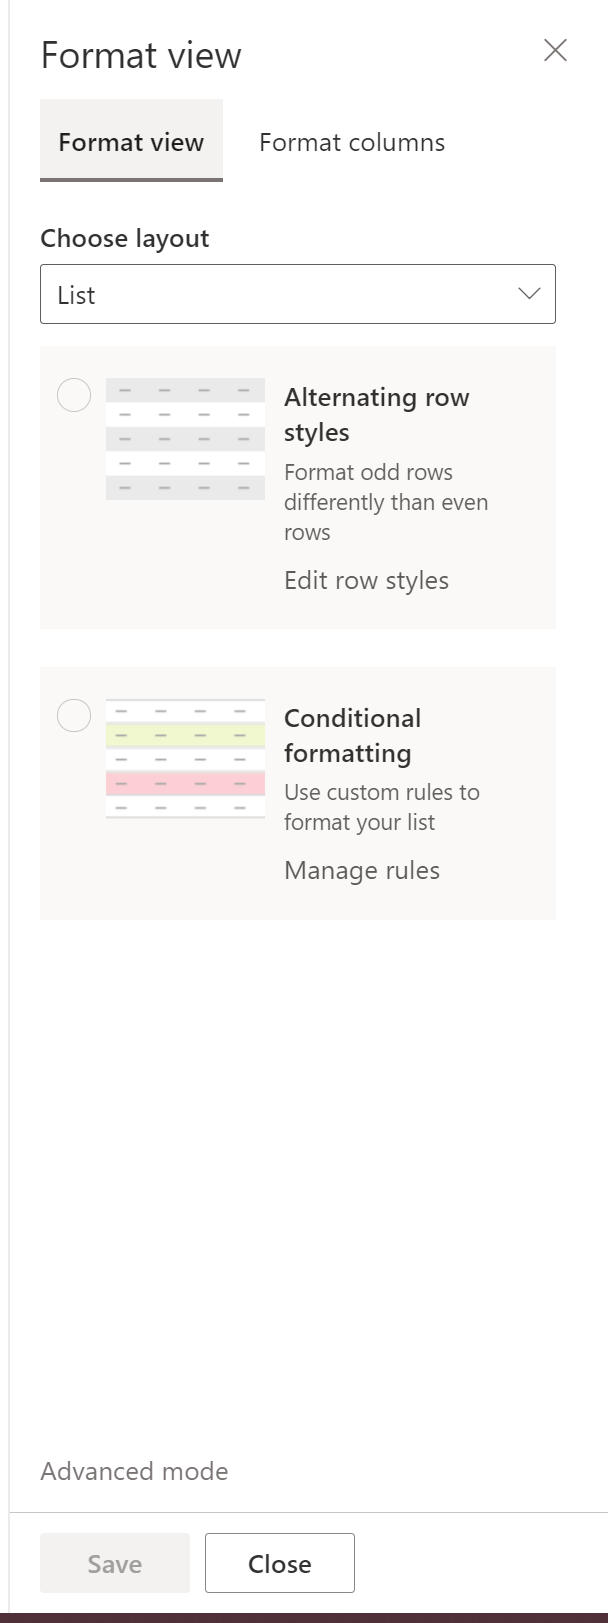 Format view
Format view
Format columns
Choose layout
List
Alternating row
styles
Format odd rows
differently than even
rows
Edit row styles
Conditional
formatting
Use custom rules to
format your list
Manage rules
Advanced mode
Save
Close